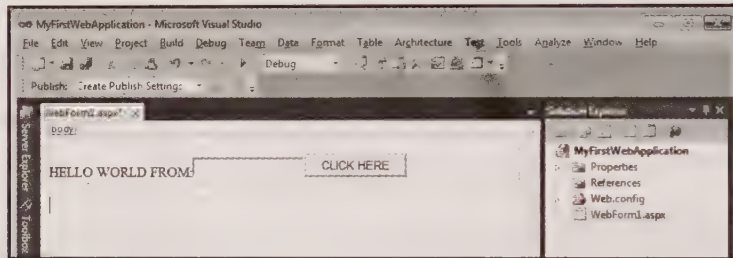 MyFirstWebApplication - Microsoft Visual Studio
File Edit View Project Build Debug Team Data Format Table Architecture Test Tools Analyze Window Help
Debug
Publish: Create Publish Settings
WebForm1.aspx*
body
Server Explorer
Toolbox
HELLO WORLD FROM:
CLICK HERE
Solution Explorer
MyFirstWebApplication
Properties
References
Web.config
WebForm1.aspx